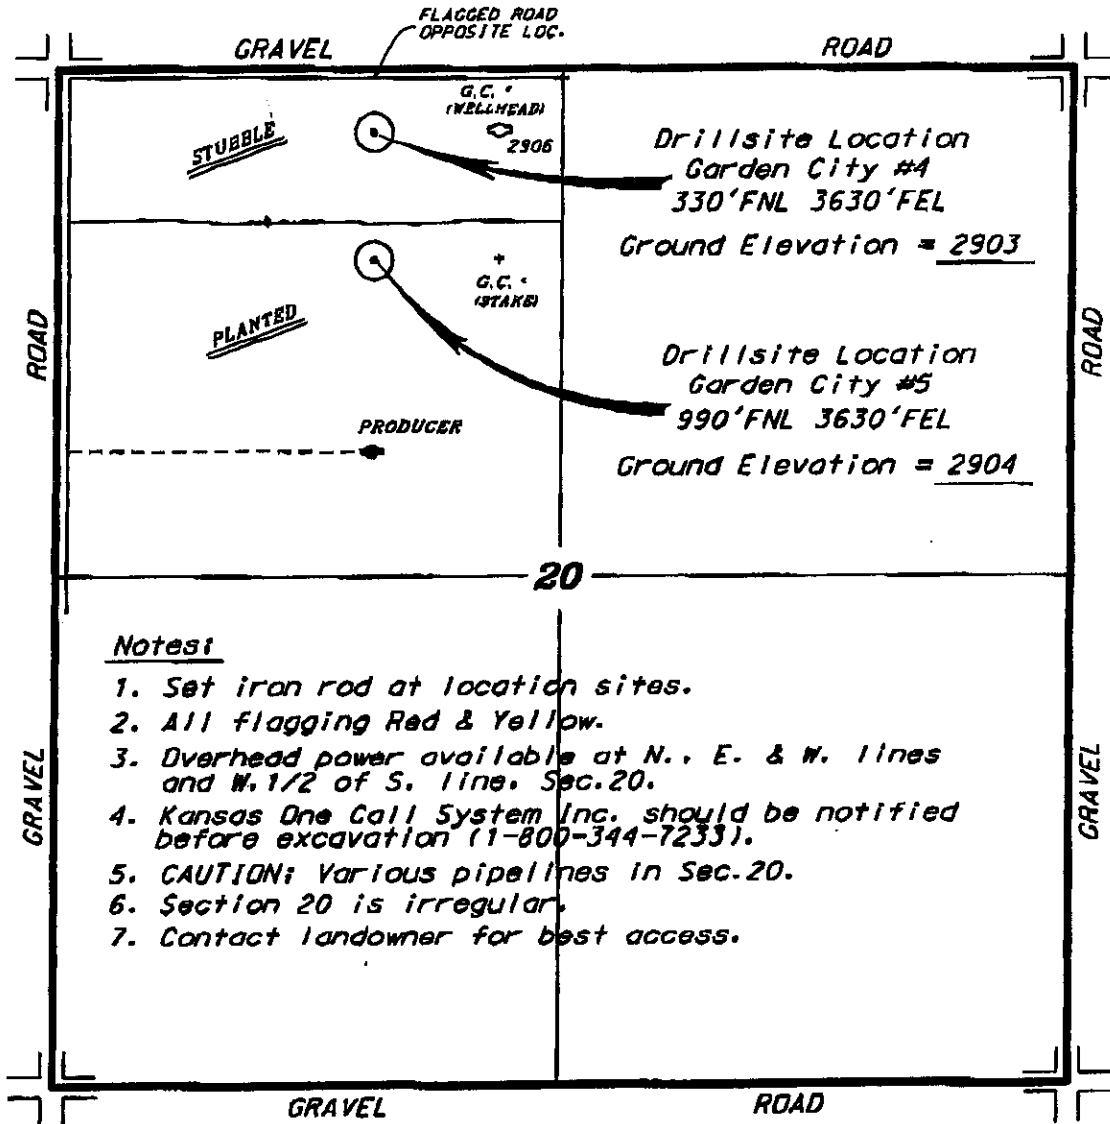 FLAGGED ROAD
OPPOSITE LOC.
GRAVEL
ROAD
G.C. "
(WELLHEAD)
2906
STUBBLE
Drillsite Location
Garden City #4
330'FNL 3630'FEL
Ground Elevation = 2903
G.C. "
(STAKE)
PLANTED
ROAD
ROAD
Drillsite Location
Garden City #5
990'FNL 3630'FEL
Ground Elevation = 2904
PRODUCER
20
Notes:
1. Set iron rod at location sites.
2. All flagging Red & Yellow.
3. Overhead power available at N., E. & W. lines
and W.1/2 of S. line. Sec.20.
4. Kansas One Call System Inc. should be notified
before excavation (1-800-344-7233).
5. CAUTION: Various pipelines in Sec.20.
6. Section 20 is irregular.
7. Contact landowner for best access.
GRAVEL
GRAVEL
GRAVEL
ROAD